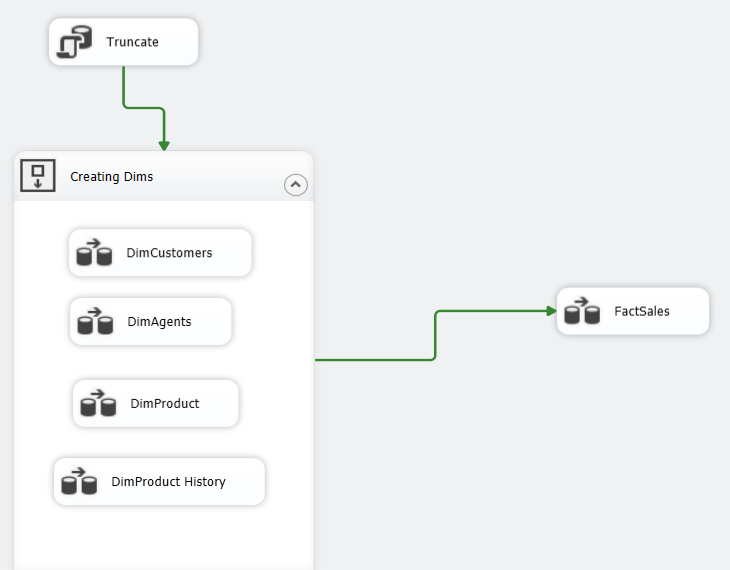 Truncate
Creating Dims
DimCustomers
DimAgents
DimProduct
DimProduct History
FactSales